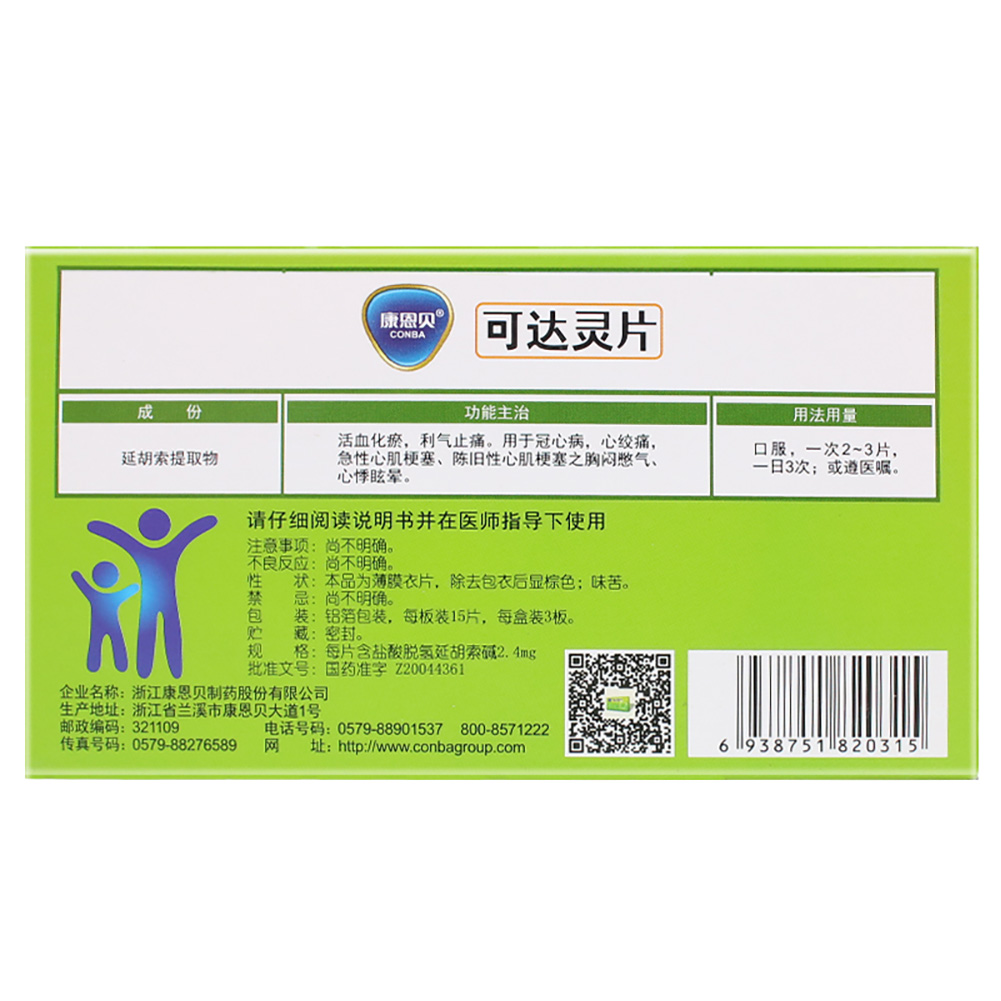 康恩贝®
CONBA
可达灵片
成 份
延胡索提取物
功能主治
活血化瘀,利气止痛。用于冠心病,心绞痛,
急性心肌梗塞、陈旧性心肌梗塞之胸闷憋气、
心悸眩晕。
用法用量
口服,一次2~3片,
一日3次;或遵医嘱。
请仔细阅读说明书并在医师指导下使用
注意事项:尚不明确。
不良反应:尚不明确。
性 状:本品为薄膜衣片,除去包衣后显棕色;味苦。
禁 忌:尚不明确。
包 装:铝箔包装,每板装15片,每盒装3板。
贮 藏:密封。
规 格:每片含盐酸脱氢延胡索碱2.4mg
批准文号:国药准字 Z20044361
企业名称:浙江康恩贝制药股份有限公司
生产地址:浙江省兰溪市康恩贝大道1号
邮政编码:321109 电话号码:0579-88901537 800-8571222
传真号码:0579-88276589 网 址:http://www.conbagroup.com
6 938751 820315